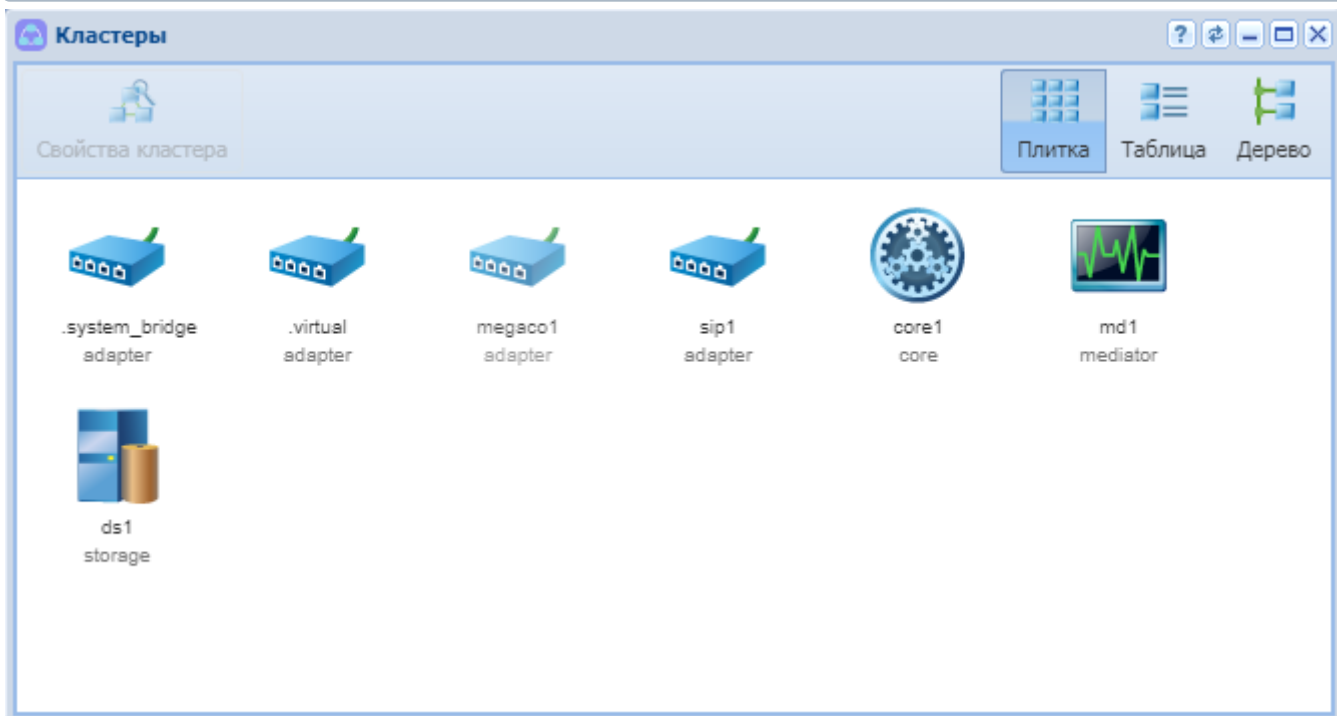 Кластеры
Свойства кластера
Плитка Таблица Дерево
.system_bridge .virtual megaco1 sip1 core1 md1
adapter adapter adapter adapter core mediator
ds1
storage